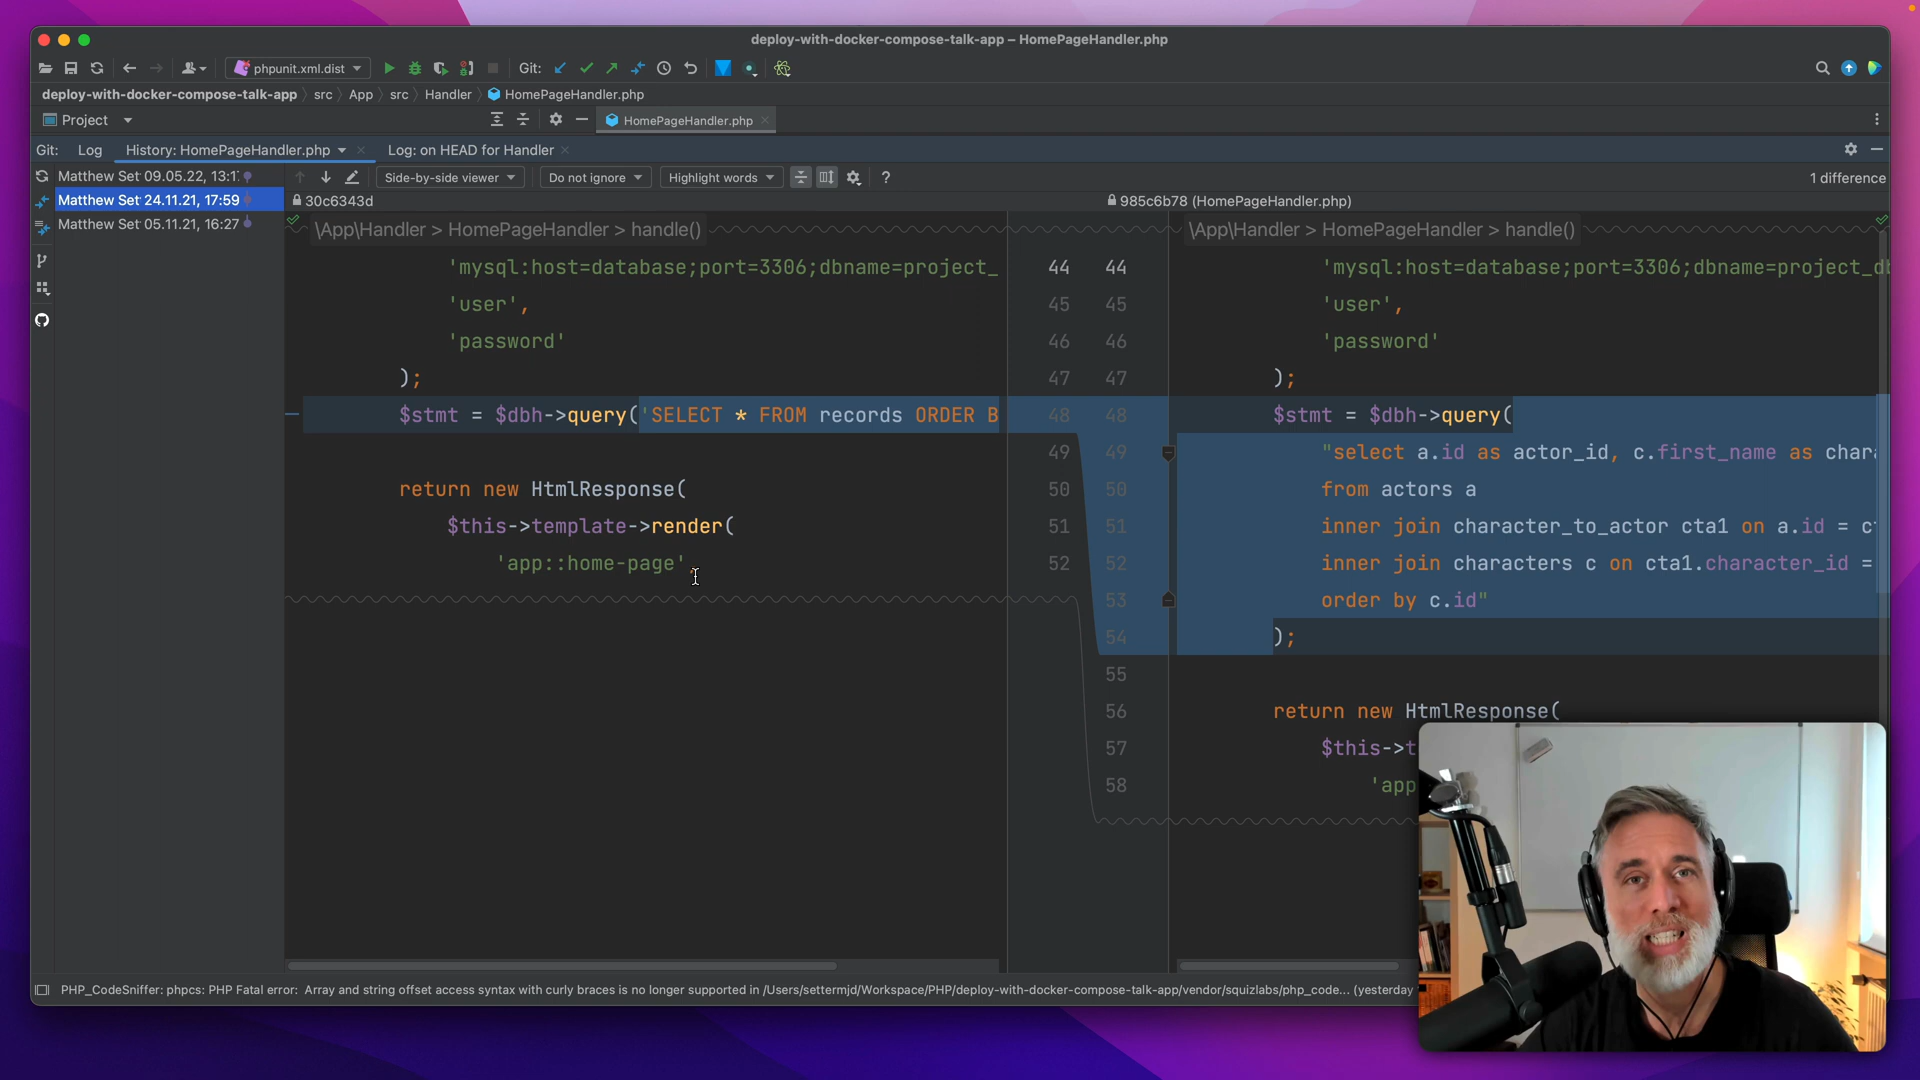 deploy-with-docker-compose-talk-app – HomePageHandler.php
phpunit.xml.dist
Git:
deploy-with-docker-compose-talk-app src App src Handler HomePageHandler.php
Project
HomePageHandler.php
Git: Log History: HomePageHandler.php Log: on HEAD for Handler
Matthew Set 09.05.22, 13:1
Matthew Set 24.11.21, 17:59
Matthew Set 05.11.21, 16:27
Side-by-side viewer Do not ignore Highlight words ? 1 difference
30c6343d
985c6b78 (HomePageHandler.php)
\App\Handler > HomePageHandler > handle()
'mysql:host=database;port=3306;dbname=project_
'user',
'password'
);
$stmt = $dbh->query('SELECT * FROM records ORDER B
return new HtmlResponse(
$this->template->render(
'app::home-page'
44 44
45 45
46 46
47 47
48 48
49 49
50 50
51 51
52 52
53
54
55
56
57
58
\App\Handler > HomePageHandler > handle()
'mysql:host=database;port=3306;dbname=project_db
'user',
'password'
);
$stmt = $dbh->query(
"select a.id as actor_id, c.first_name as chara
from actors a
inner join character_to_actor cta1 on a.id = c
inner join characters c on cta1.character_id =
order by c.id"
);
return new HtmlResponse(
$this->t
'app
PHP_CodeSniffer: phpcs: PHP Fatal error: Array and string offset access syntax with curly braces is no longer supported in /Users/settermjd/Workspace/PHP/deploy-with-docker-compose-talk-app/vendor/squizlabs/php_code... (yesterday